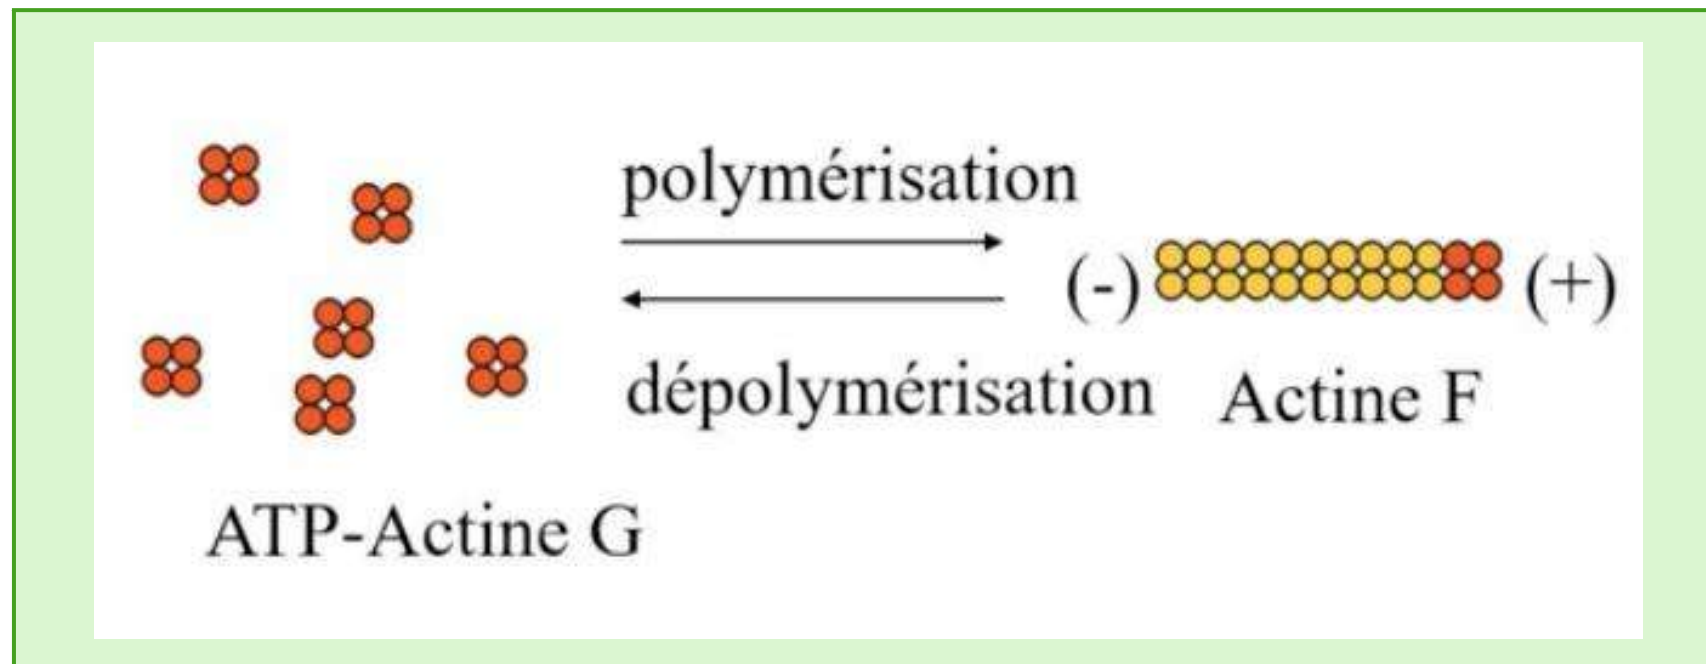 polymérisation
(-)
(+)
dépolymérisation
Actine F
ATP-Actine G